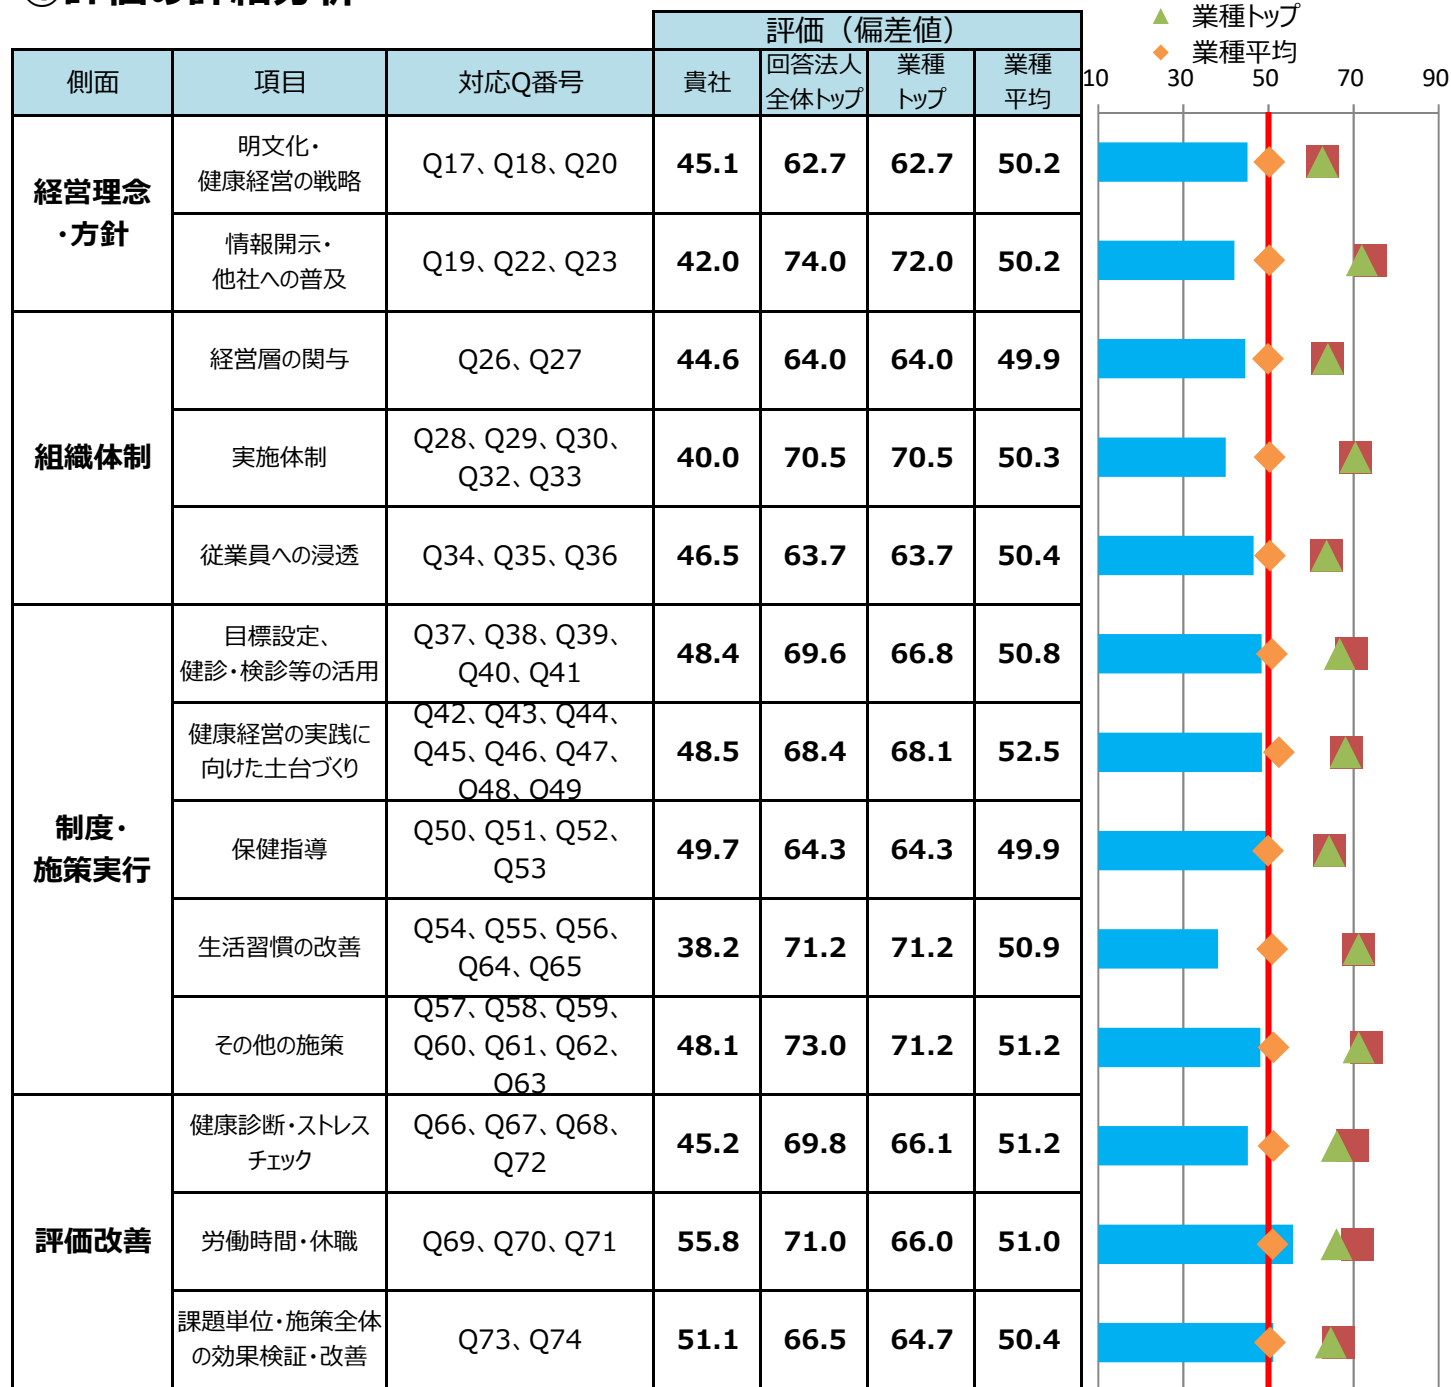 業種トップ
評価（偏差値）
業種平均
側面 項目 対応Q番号 貴社 回答法人 業種 業種
全体トップ トップ 平均
10 30 50 70 90
経営理念
・方針
明文化・
健康経営の戦略
Q17、Q18、Q20
45.1 62.7 62.7 50.2
情報開示・
他社への普及
Q19、Q22、Q23
42.0 74.0 72.0 50.2
組織体制
経営層の関与
Q26、Q27
44.6 64.0 64.0 49.9
実施体制
Q28、Q29、Q30、
Q32、Q33
40.0 70.5 70.5 50.3
従業員への浸透
Q34、Q35、Q36
46.5 63.7 63.7 50.4
制度・
施策実行
目標設定、
健診・検診等の活用
Q37、Q38、Q39、
Q40、Q41
48.4 69.6 66.8 50.8
健康経営の実践に
向けた土台づくり
Q42、Q43、Q44、
Q45、Q46、Q47、
Q48、Q49
48.5 68.4 68.1 52.5
保健指導
Q50、Q51、Q52、
Q53
49.7 64.3 64.3 49.9
生活習慣の改善
Q54、Q55、Q56、
Q64、Q65
38.2 71.2 71.2 50.9
その他の施策
Q57、Q58、Q59、
Q60、Q61、Q62、
Q63
48.1 73.0 71.2 51.2
評価改善
健康診断・ストレス
チェック
Q66、Q67、Q68、
Q72
45.2 69.8 66.1 51.2
労働時間・休職
Q69、Q70、Q71
55.8 71.0 66.0 51.0
課題単位・施策全体
の効果検証・改善
Q73、Q74
51.1 66.5 64.7 50.4